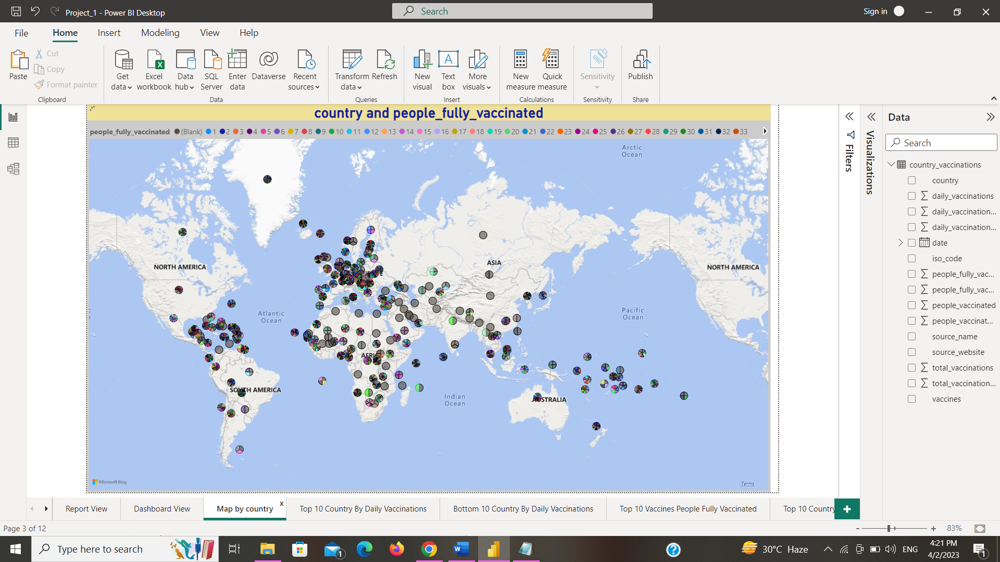 Project_1 - Power BI Desktop
Search
Sign in
File Home Insert Modeling View Help
Paste
Cut
Copy
Format painter
Clipboard
Get data
Excel workbook
Data hub
SQL Server
Enter data
Dataverse
Recent sources
Data
Transform data
Refresh
Queries
New visual
Text box
More visuals
Insert
New measure
Quick measure
Calculations
Sensitivity
Sensitivity
Publish
Share
country and people_fully_vaccinated
people_fully_vaccinated (Blank) 1 2 3 4 5 6 7 8 9 10 11 12 13 14 15 16 17 18 19 20 21 22 23 24 25 26 27 28 29 30 31 32 33
Arctic
Ocean
NORTH AMERICA
ASIA
NORTH AMERICA
Atlantic
Ocean
Pacific
Ocean
SOUTH AMERICA
Indian
Ocean
AUSTRALIA
Microsoft Bing
Terms
Filters
Visualizations
Data
Search
country_vaccinations
country
daily_vaccinations
daily_vaccination...
daily_vaccination...
date
iso_code
people_fully_vac...
people_fully_vac...
people_vaccinated
people_vaccinat...
source_name
source_website
total_vaccinations
total_vaccination...
vaccines
Report View
Dashboard View
Map by country
x
Top 10 Country By Daily Vaccinations
Bottom 10 Country By Daily Vaccinations
Top 10 Vaccines People Fully Vaccinated
Top 10 Country
Page 3 of 12
- + 83%
Type here to search
1
30°C Haze
ENG
4:21 PM
4/2/2023
1